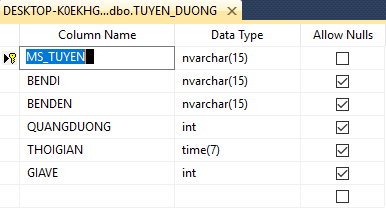 DESKTOP-K0EKHG...dbo.TUYEN_DUONG
Column Name Data Type Allow Nulls
MS_TUYEN nvarchar(15)
BENDI nvarchar(15)
BENDEN nvarchar(15)
QUANGDUONG int
THOIGIAN time(7)
GIAVE int